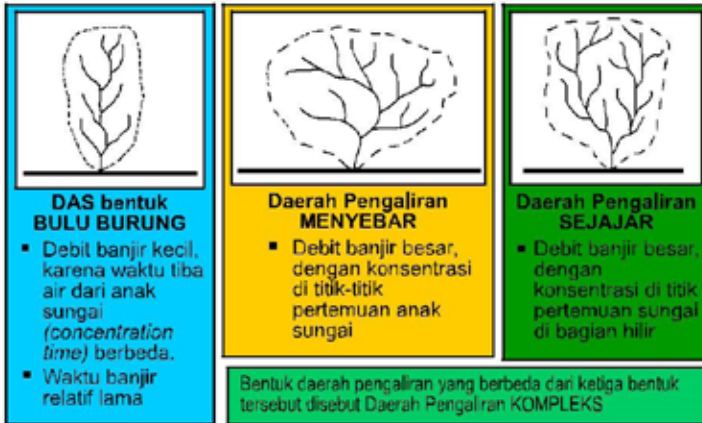 DAS bentuk
BULU BURUNG
▪ Debit banjir kecil,
karena waktu tiba
air dari anak
sungai
(concentration
time) berbeda.
▪ Waktu banjir
relatif lama
Daerah Pengaliran
MENYEBAR
▪ Debit banjir besar,
dengan konsentrasi
di titik-titik
pertemuan anak
sungai
Daerah Pengaliran
SEJAJAR
▪ Debit banjir besar,
dengan
konsentrasi di titik
pertemuan sungai
di bagian hilir
Bentuk daerah pengaliran yang berbeda dari ketiga bentuk
tersebut disebut Daerah Pengaliran KOMPLEKS